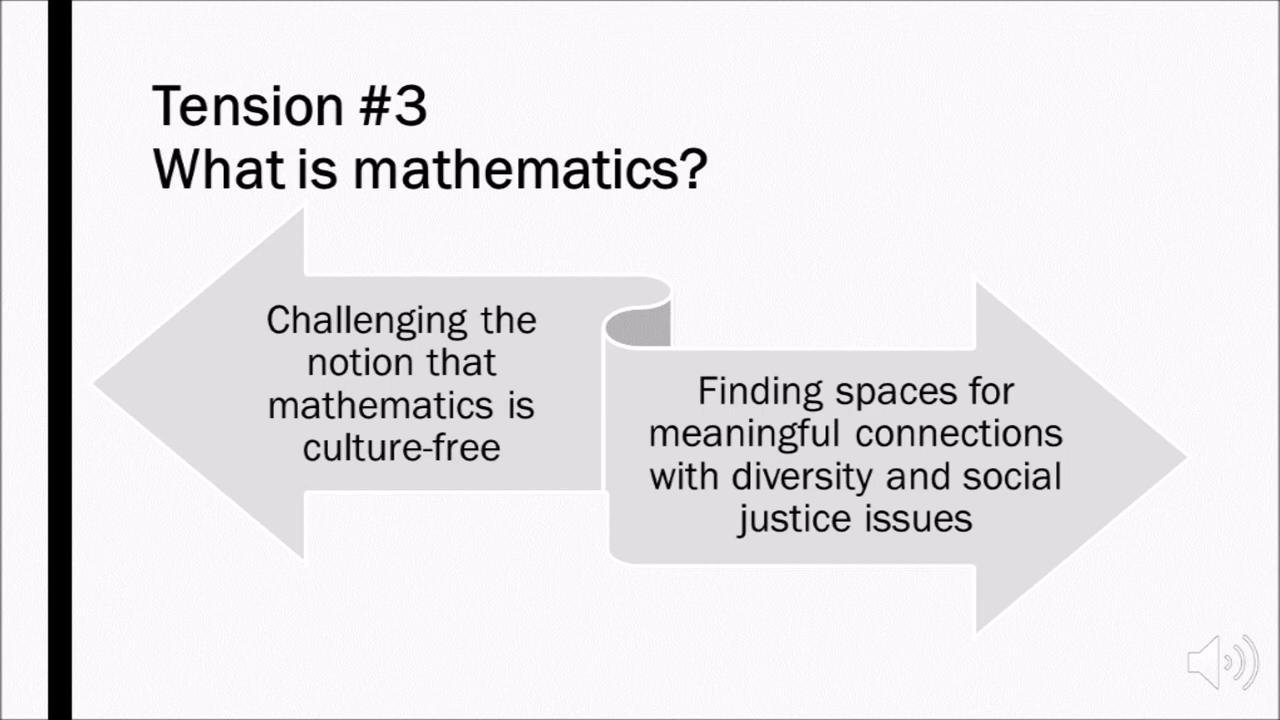 Tension #3
What is mathematics?
Challenging the
notion that
mathematics is
culture-free
Finding spaces for
meaningful connections
with diversity and social
justice issues